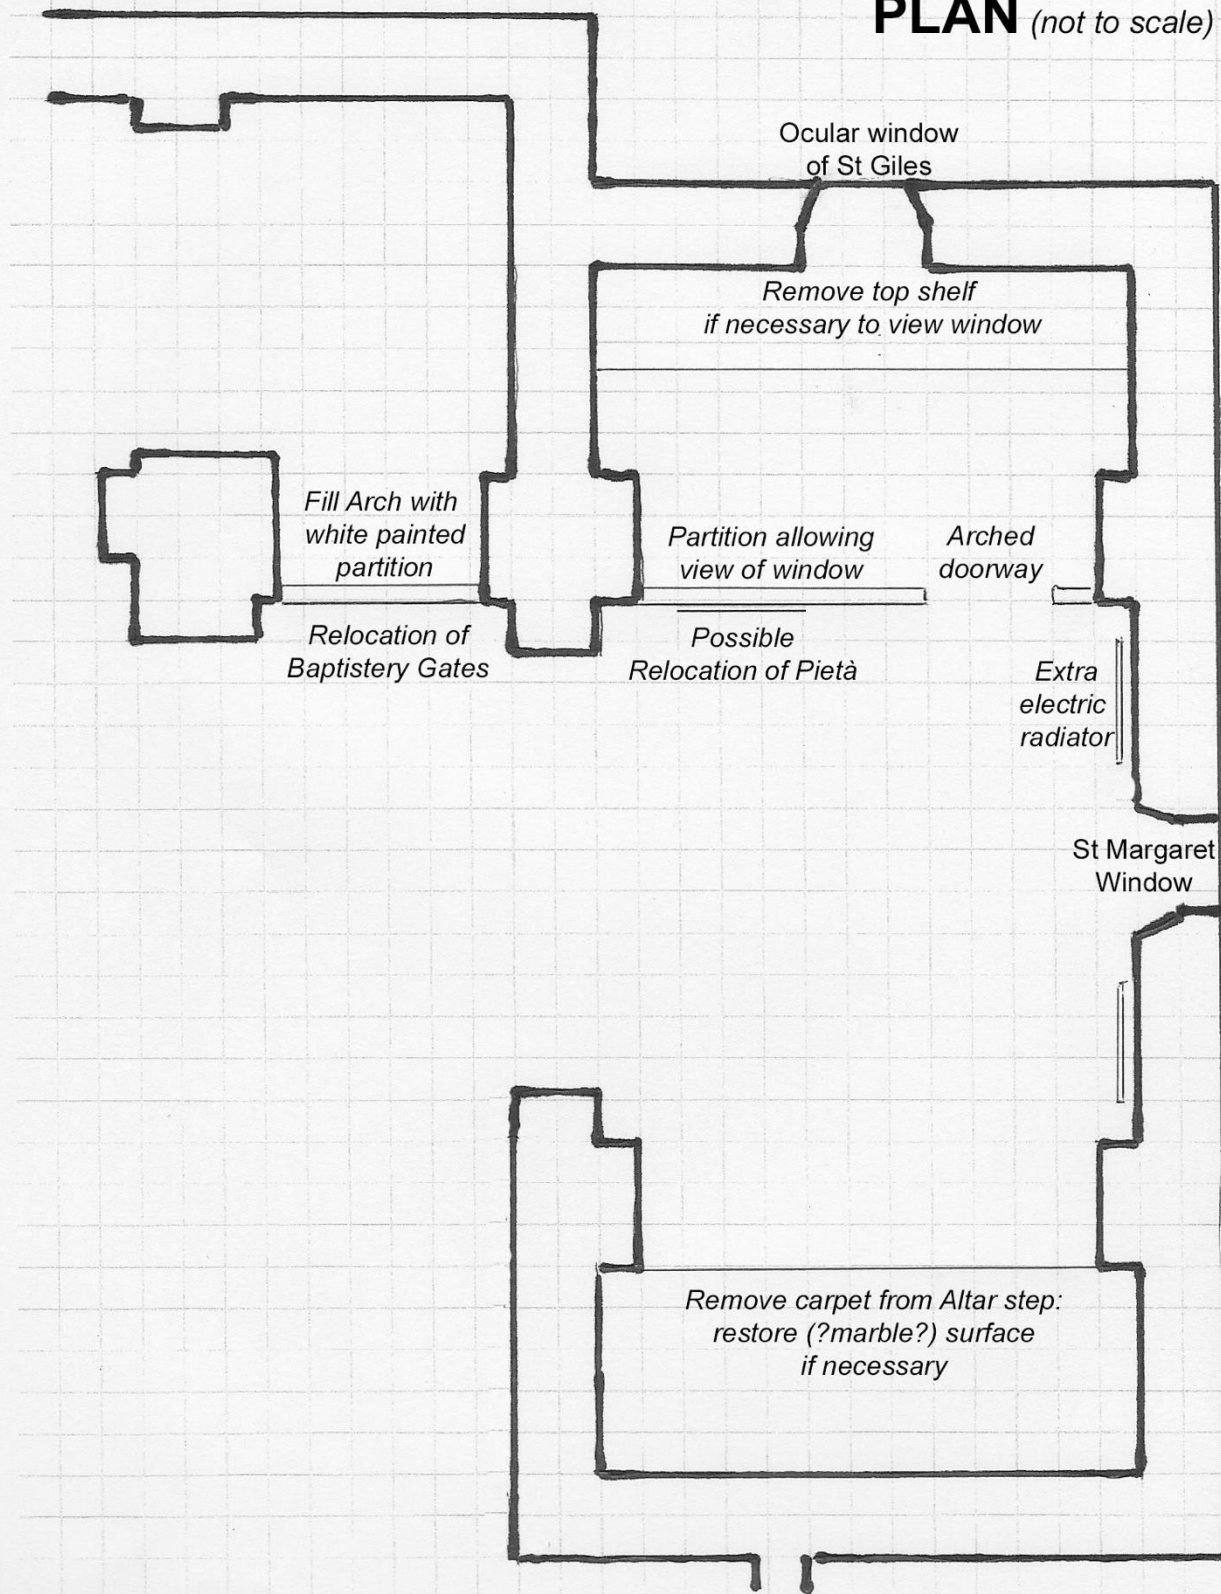 PLAN (not to scale)
Ocular window
of St Giles
Remove top shelf
if necessary to view window
Fill Arch with
white painted
partition
Partition allowing
view of window
Arched
doorway
Relocation of
Baptistery Gates
Possible
Relocation of Pietà
Extra
electric
radiator
St Margaret
Window
Remove carpet from Altar step:
restore (?marble?) surface
if necessary